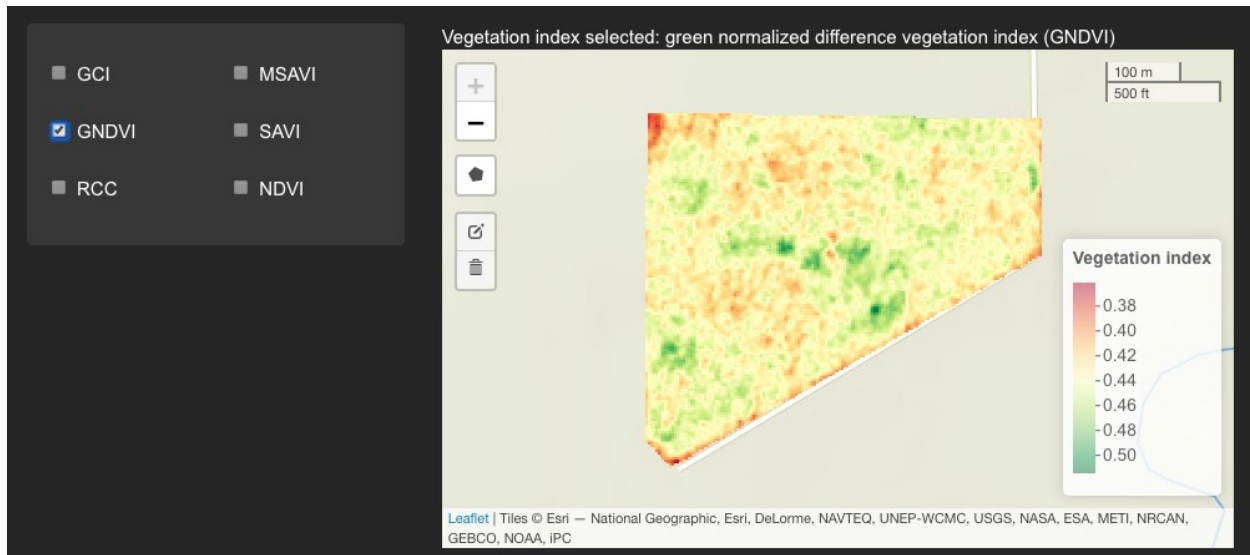 GCI
MSAVI
GNDVI
SAVI
RCC
NDVI
Vegetation index selected: green normalized difference vegetation index (GNDVI)
+
−
100 m
500 ft
Vegetation index
0.38
0.40
0.42
0.44
0.46
0.48
0.50
Leaflet | Tiles © Esri — National Geographic, Esri, DeLorme, NAVTEQ, UNEP-WCMC, USGS, NASA, ESA, METI, NRCAN,
GEBCO, NOAA, iPC